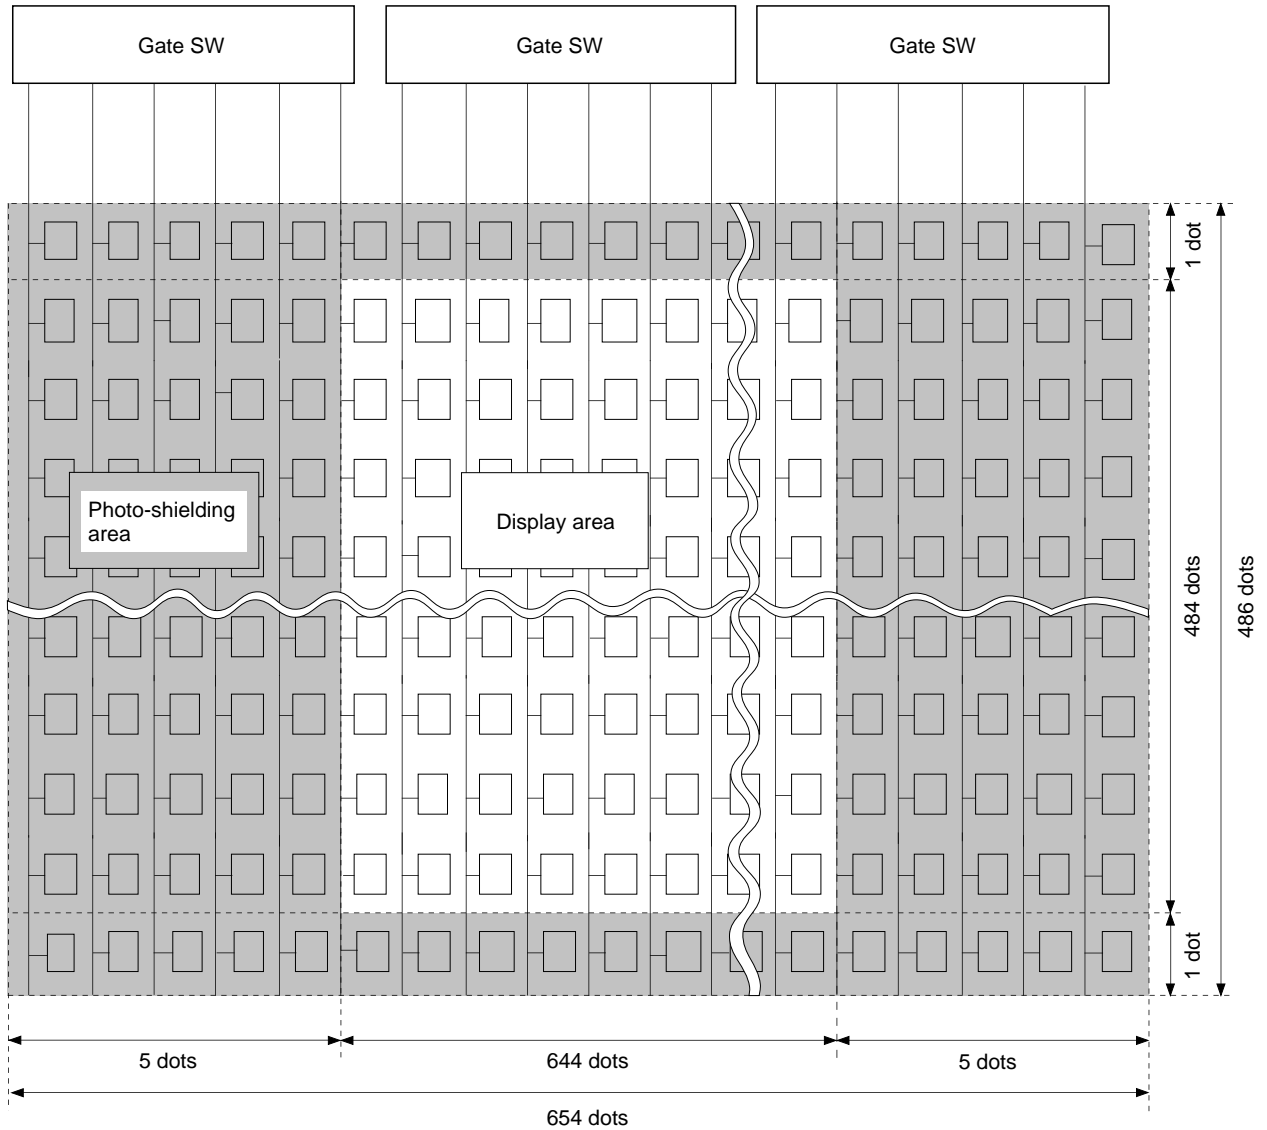 Gate SW
Gate SW
Gate SW
1 dot
Photo-shielding
area
Display area
484 dots
486 dots
1 dot
5 dots
644 dots
5 dots
654 dots